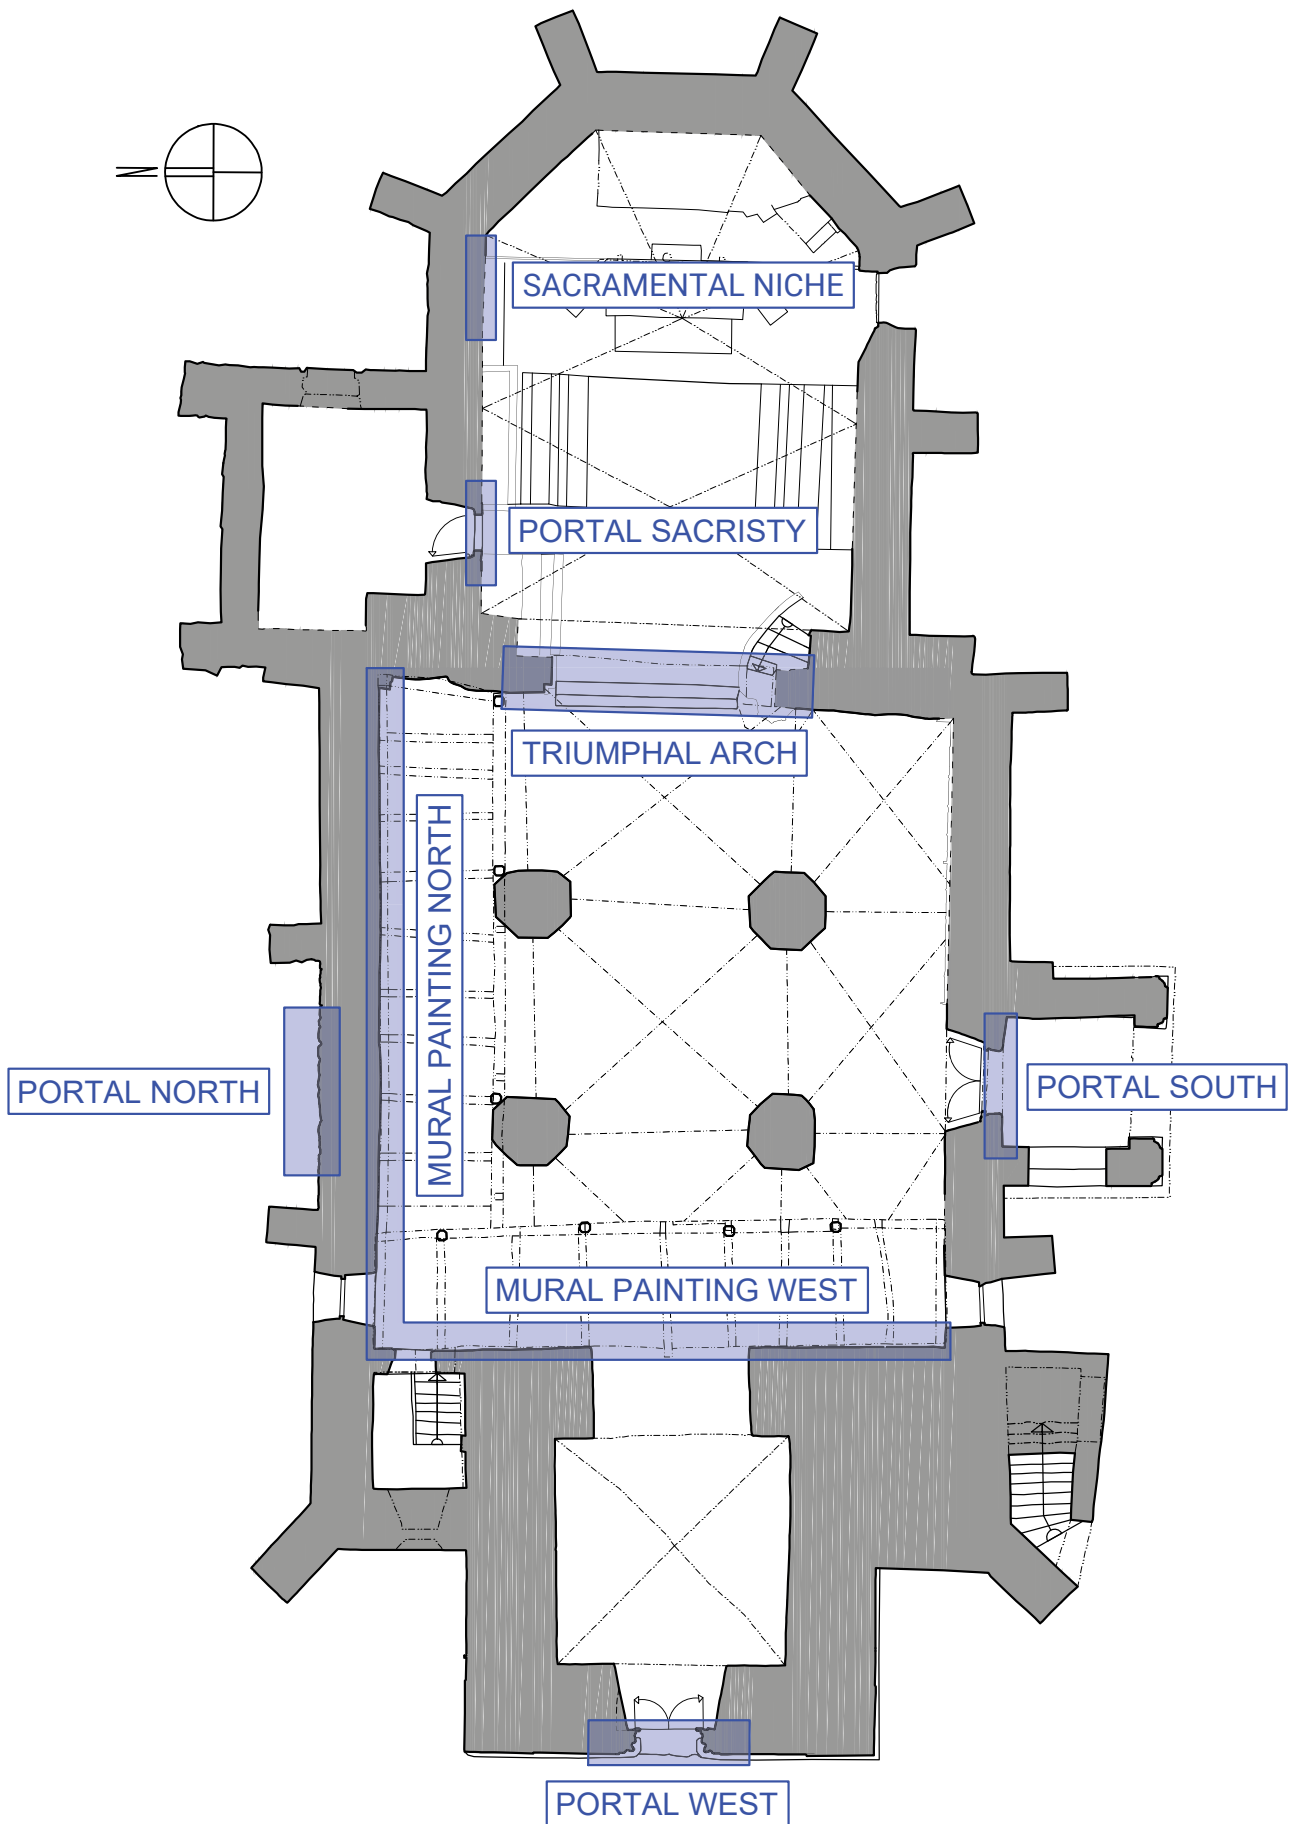 SACRAMENTAL NICHE
PORTAL SACRISTY
TRIUMPHAL ARCH
MURAL PAINTING NORTH
PORTAL NORTH
PORTAL SOUTH
MURAL PAINTING WEST
PORTAL WEST